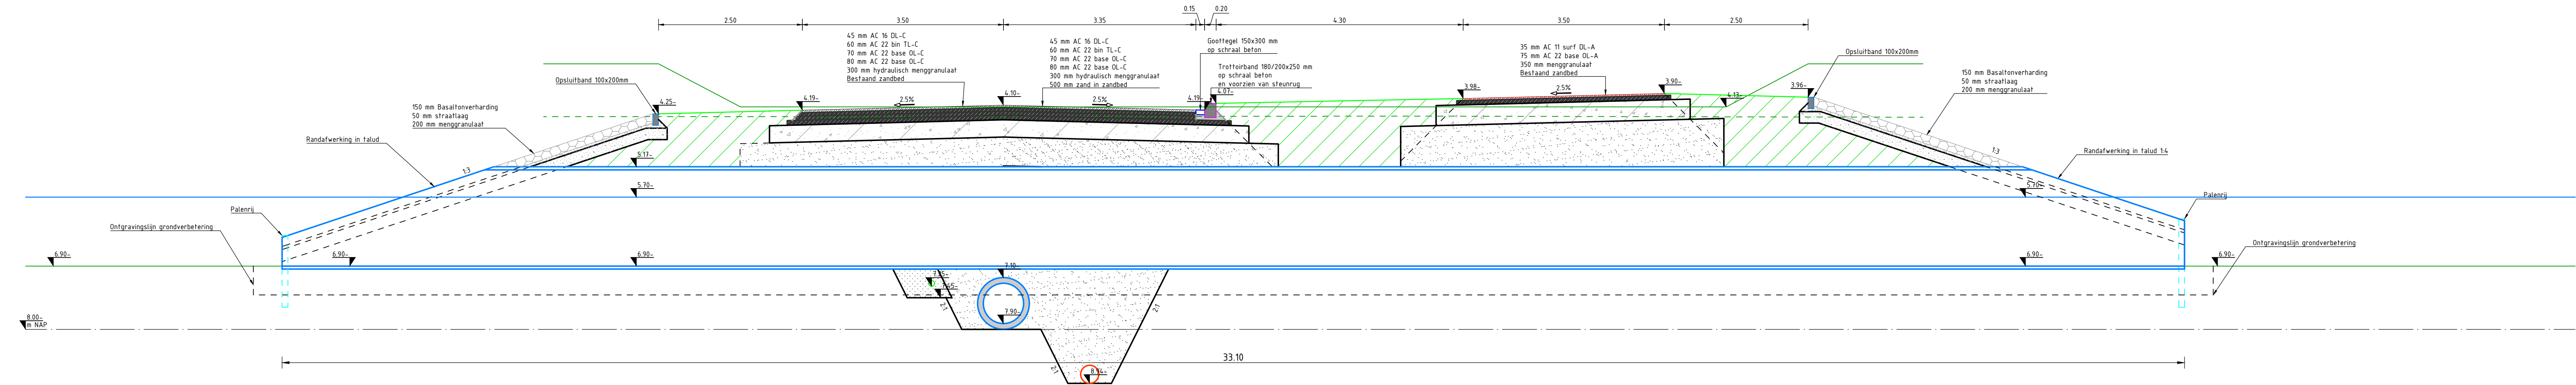 2.50
3.50
3.35
0.15
0.20
4.30
3.50
2.50
45 mm AC 16 DL-C
60 mm AC 22 bin TL-C
70 mm AC 22 base OL-C
80 mm AC 22 base OL-C
300 mm hydraulisch menggranulaat
Bestaand zandbed
45 mm AC 16 DL-C
60 mm AC 22 bin TL-C
70 mm AC 22 base OL-C
80 mm AC 22 base OL-C
300 mm hydraulisch menggranulaat
500 mm zand in zandbed
Goottegel 150x300 mm
op schraal beton
Trottoirband 180/200x250 mm
op schraal beton
en voorzien van steunrug
35 mm AC 11 surf DL-A
75 mm AC 22 base OL-A
350 mm menggranulaat
Bestaand zandbed
Opsluitband 100x200mm
Opsluitband 100x200mm
150 mm Basaltonverharding
50 mm straatlaag
200 mm menggranulaat
150 mm Basaltonverharding
50 mm straatlaag
200 mm menggranulaat
4.25-
4.19-
2.5%
4.10-
2.5%
4.19-
4.07-
3.98-
2.5%
3.90-
4.13-
3.96-
Randafwerking in talud
1:3
5.17-
1:3
Randafwerking in talud 1:4
5.70-
5.70-
Palenrij
Palenrij
Ontgravingslijn grondverbetering
Ontgravingslijn grondverbetering
6.90-
6.90-
6.90-
6.90-
6.90-
7.10-
7.90-
2:1
2:1
2:1
8.94-
8.00-
m NAP
33.10